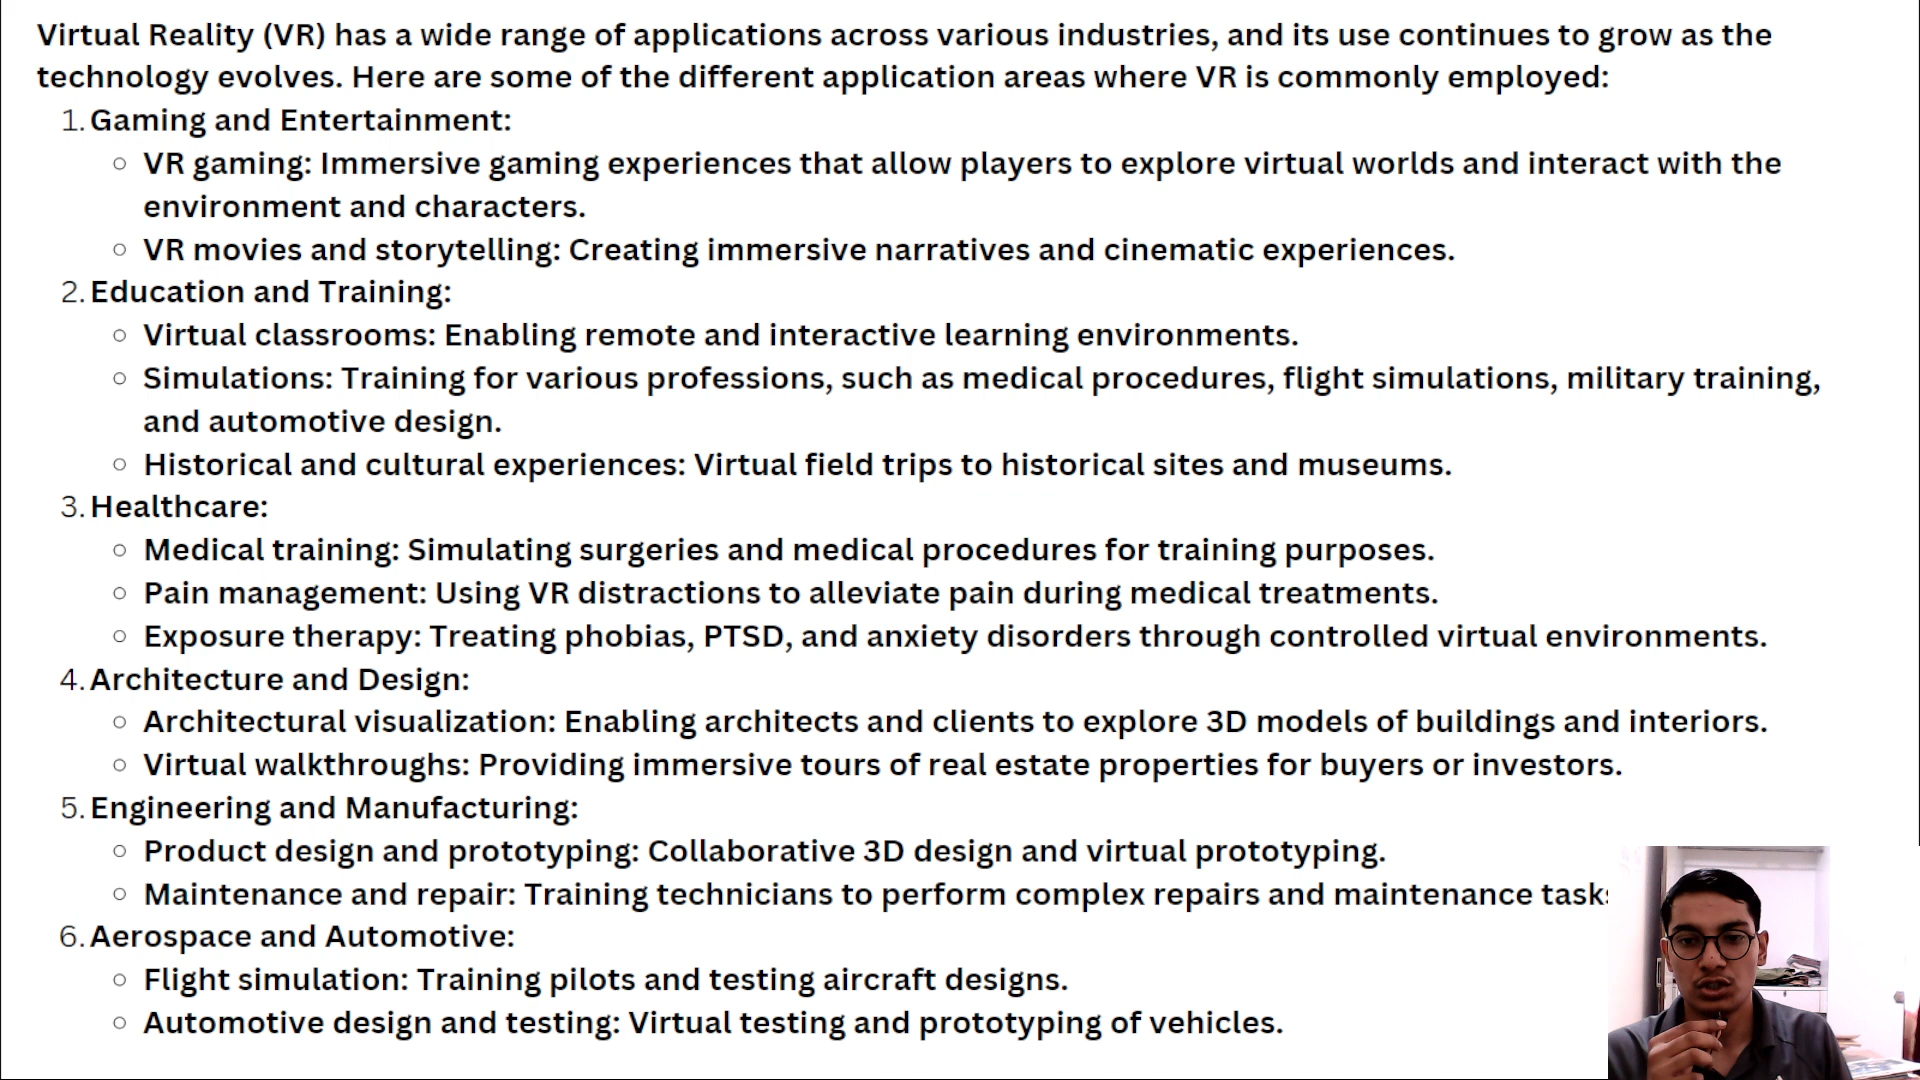 Virtual Reality (VR) has a wide range of applications across various industries, and its use continues to grow as the
technology evolves. Here are some of the different application areas where VR is commonly employed:
1. Gaming and Entertainment:
○ VR gaming: Immersive gaming experiences that allow players to explore virtual worlds and interact with the
environment and characters.
○ VR movies and storytelling: Creating immersive narratives and cinematic experiences.
2. Education and Training:
○ Virtual classrooms: Enabling remote and interactive learning environments.
○ Simulations: Training for various professions, such as medical procedures, flight simulations, military training,
and automotive design.
○ Historical and cultural experiences: Virtual field trips to historical sites and museums.
3. Healthcare:
○ Medical training: Simulating surgeries and medical procedures for training purposes.
○ Pain management: Using VR distractions to alleviate pain during medical treatments.
○ Exposure therapy: Treating phobias, PTSD, and anxiety disorders through controlled virtual environments.
4. Architecture and Design:
○ Architectural visualization: Enabling architects and clients to explore 3D models of buildings and interiors.
○ Virtual walkthroughs: Providing immersive tours of real estate properties for buyers or investors.
5. Engineering and Manufacturing:
○ Product design and prototyping: Collaborative 3D design and virtual prototyping.
○ Maintenance and repair: Training technicians to perform complex repairs and maintenance tasks
6. Aerospace and Automotive:
○ Flight simulation: Training pilots and testing aircraft designs.
○ Automotive design and testing: Virtual testing and prototyping of vehicles.